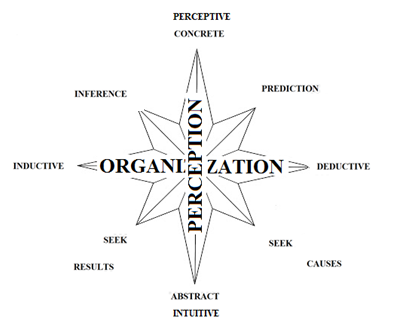 PERCEPTIVE
CONCRETE
INFERENCE
PREDICTION
PERCEPTION
INDUCTIVE
ORGANIZATION
DEDUCTIVE
SEEK
RESULTS
SEEK
CAUSES
ABSTRACT
INTUITIVE